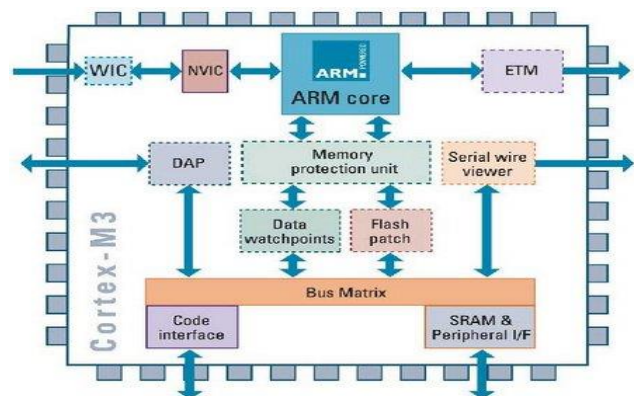 WIC
NVIC
ARM
POWERED
ARM core
ETM
DAP
Memory
protection unit
Serial wire
viewer
Data
watchpoints
Flash
patch
Cortex-M3
Bus Matrix
Code
interface
SRAM &
Peripheral I/F